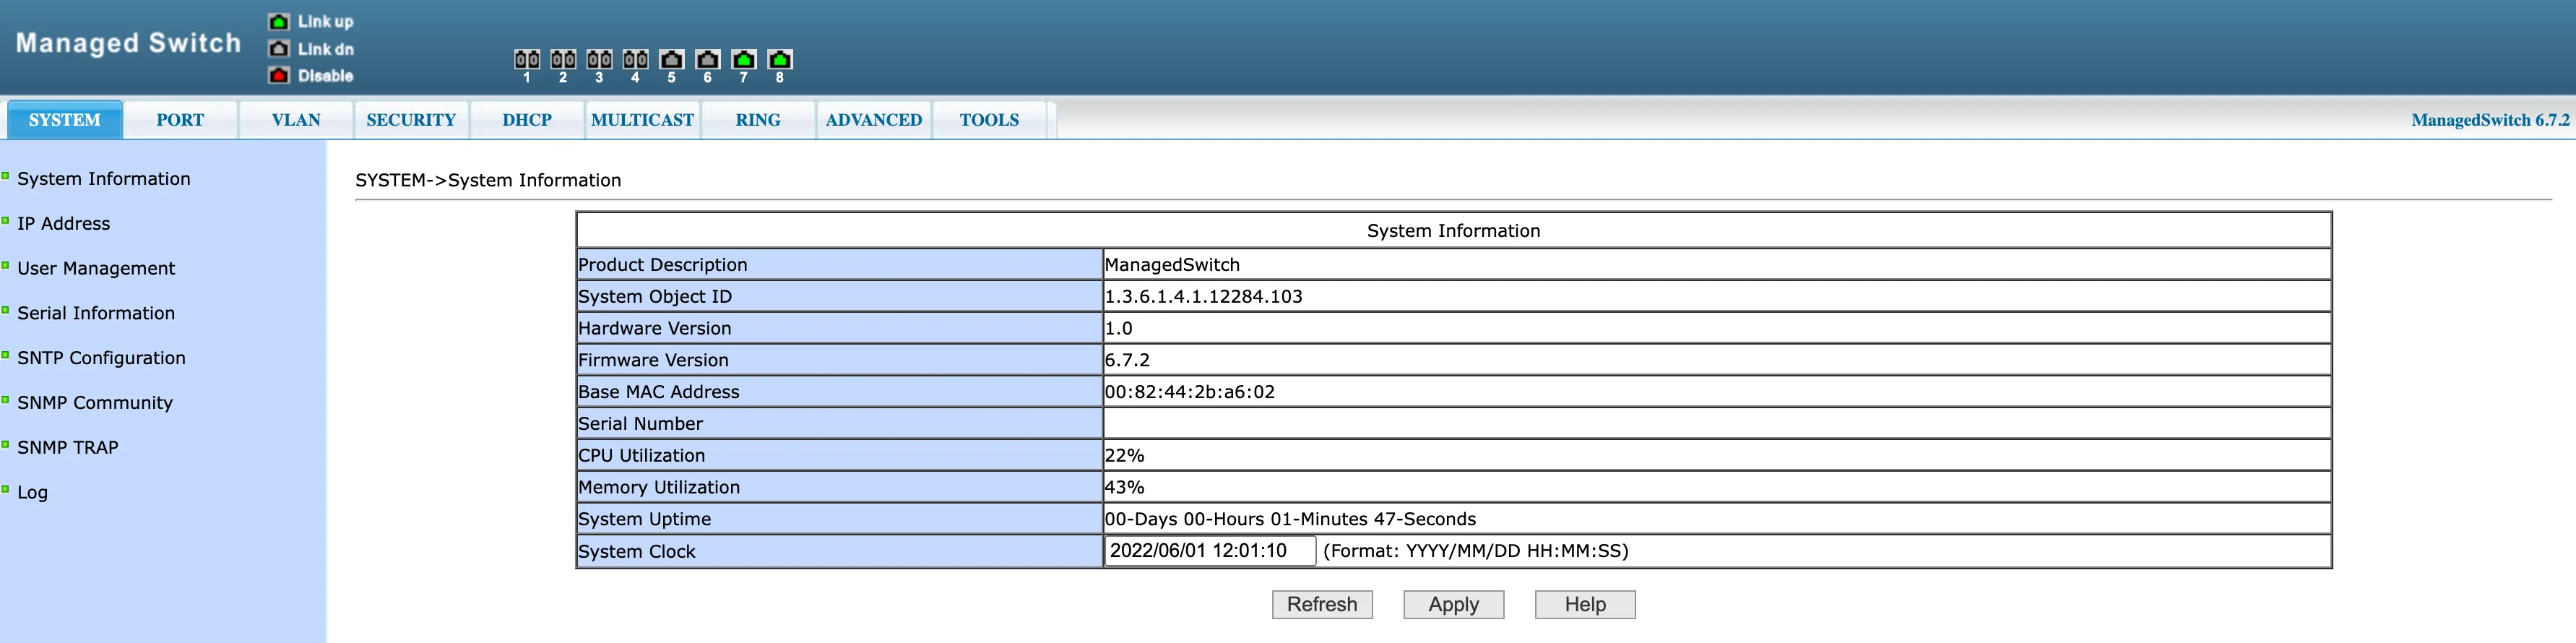 Managed Switch
Link up
Link dn
Disable
1 2 3 4 5 6 7 8
SYSTEM PORT VLAN SECURITY DHCP MULTICAST RING ADVANCED TOOLS ManagedSwitch 6.7.2
System Information
IP Address
User Management
Serial Information
SNTP Configuration
SNMP Community
SNMP TRAP
Log
SYSTEM->System Information
System Information
Product Description ManagedSwitch
System Object ID 1.3.6.1.4.1.12284.103
Hardware Version 1.0
Firmware Version 6.7.2
Base MAC Address 00:82:44:2b:a6:02
Serial Number
CPU Utilization 22%
Memory Utilization 43%
System Uptime 00-Days 00-Hours 01-Minutes 47-Seconds
System Clock 2022/06/01 12:01:10 (Format: YYYY/MM/DD HH:MM:SS)
Refresh Apply Help